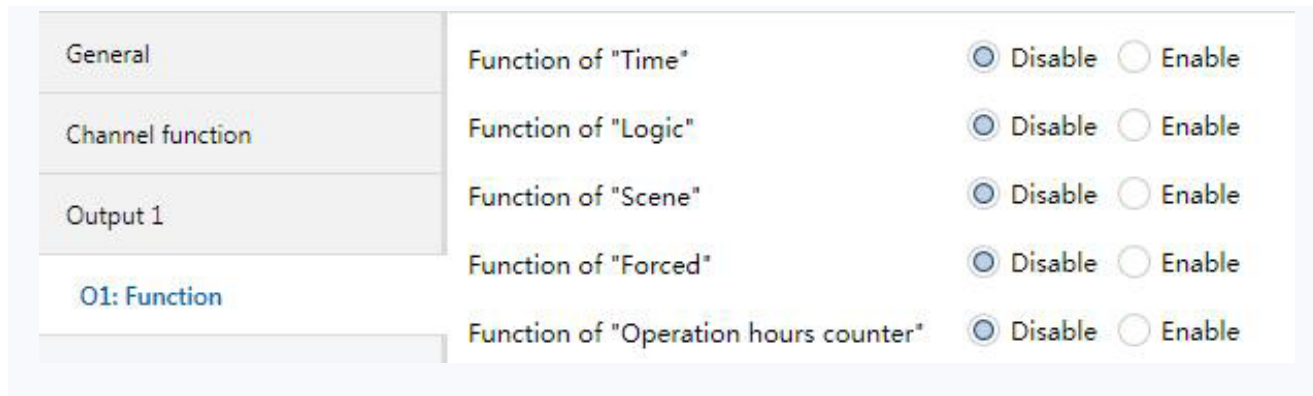 General
Channel function
Output 1
O1: Function
Function of "Time" Disable Enable
Function of "Logic" Disable Enable
Function of "Scene" Disable Enable
Function of "Forced" Disable Enable
Function of "Operation hours counter" Disable Enable